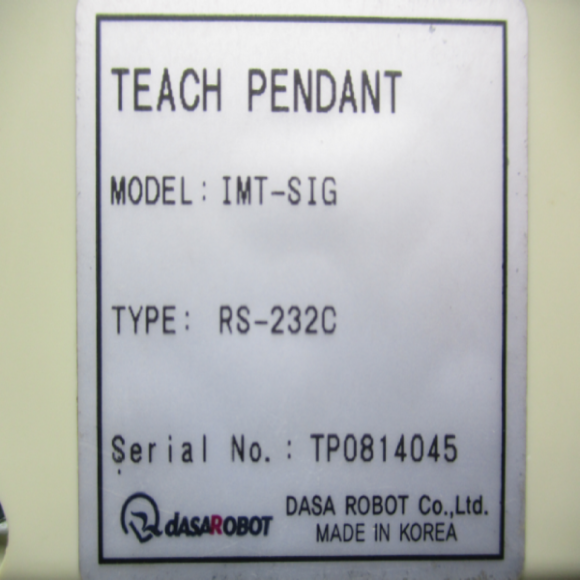 TEACH PENDANT
MODEL: IMT-SIG
TYPE: RS-232C
Serial No.: TP0814045
dASAROBOT
DASA ROBOT Co.,Ltd.
MADE IN KOREA